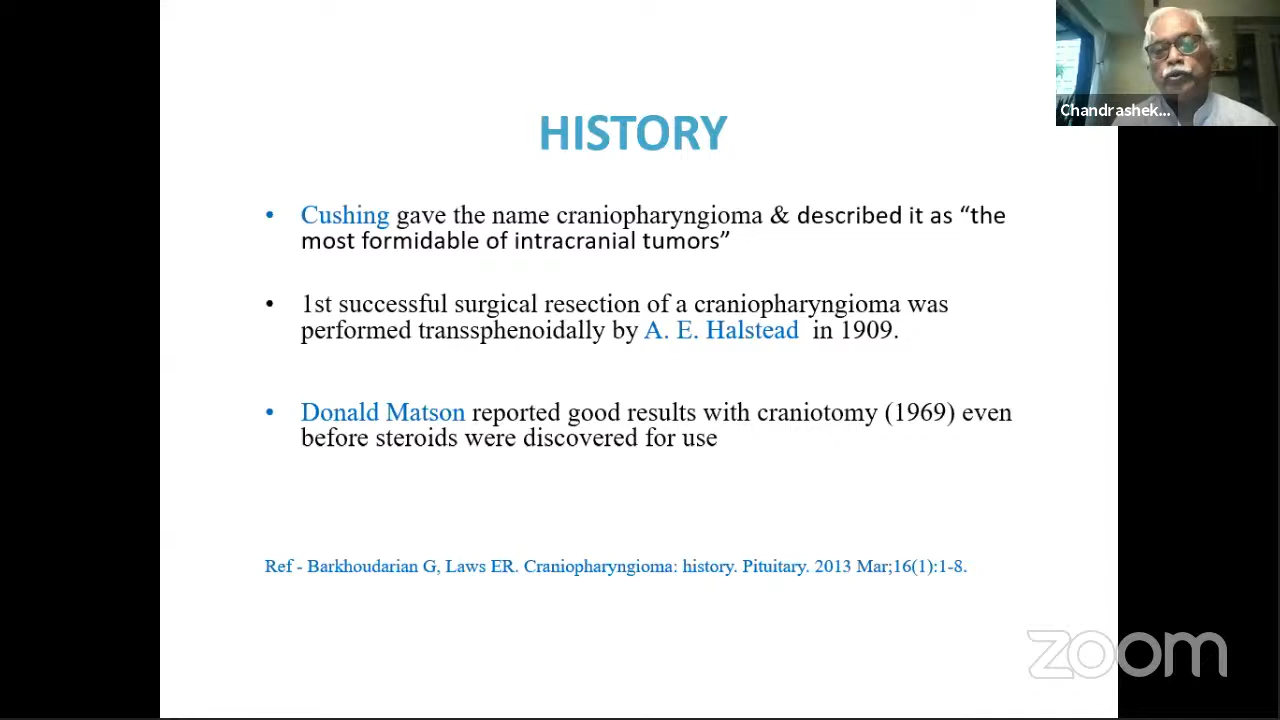 Chandrashek...
HISTORY
• Cushing gave the name craniopharyngioma & described it as “the
most formidable of intracranial tumors”
• 1st successful surgical resection of a craniopharyngioma was
performed transsphenoidally by A. E. Halstead in 1909.
• Donald Matson reported good results with craniotomy (1969) even
before steroids were discovered for use
Ref - Barkhoudarian G, Laws ER. Craniopharyngioma: history. Pituitary. 2013 Mar;16(1):1-8.
zoom